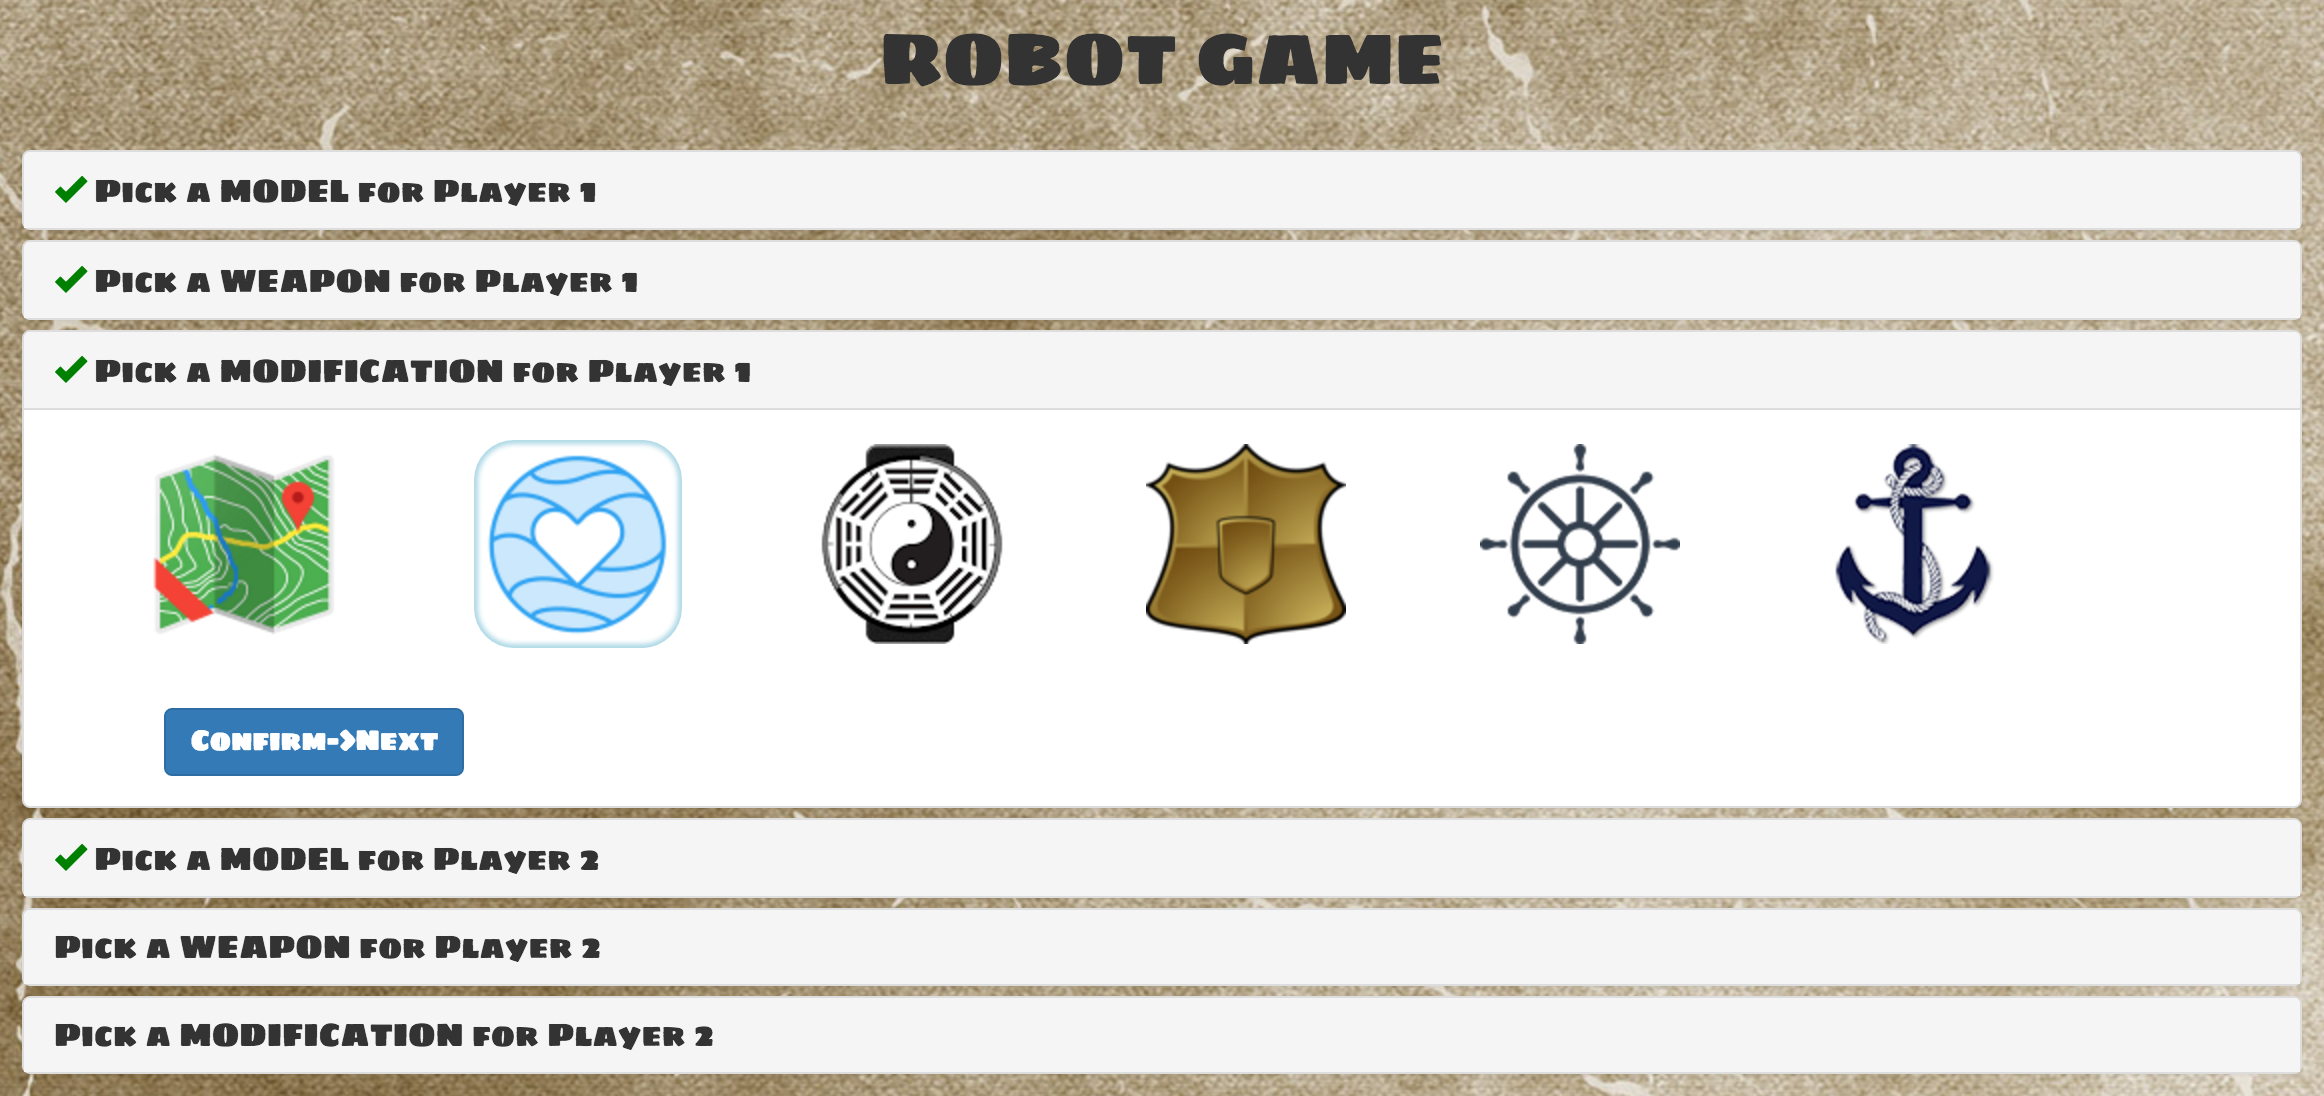 ROBOT GAME
Pick a MODEL for Player 1
Pick a WEAPON for Player 1
Pick a MODIFICATION for Player 1
Confirm->Next
Pick a MODEL for Player 2
Pick a WEAPON for Player 2
Pick a MODIFICATION for Player 2